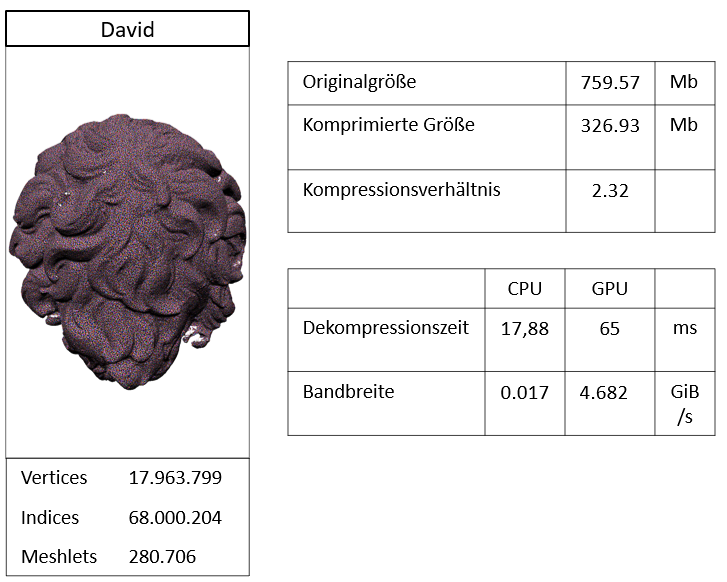 David
Vertices 17.963.799
Indices 68.000.204
Meshlets 280.706
Originalgröße 759.57 Mb
Komprimierte Größe 326.93 Mb
Kompressionsverhältnis 2.32
CPU GPU
Dekompressionszeit 17,88 65 ms
Bandbreite 0.017 4.682 GiB
/s